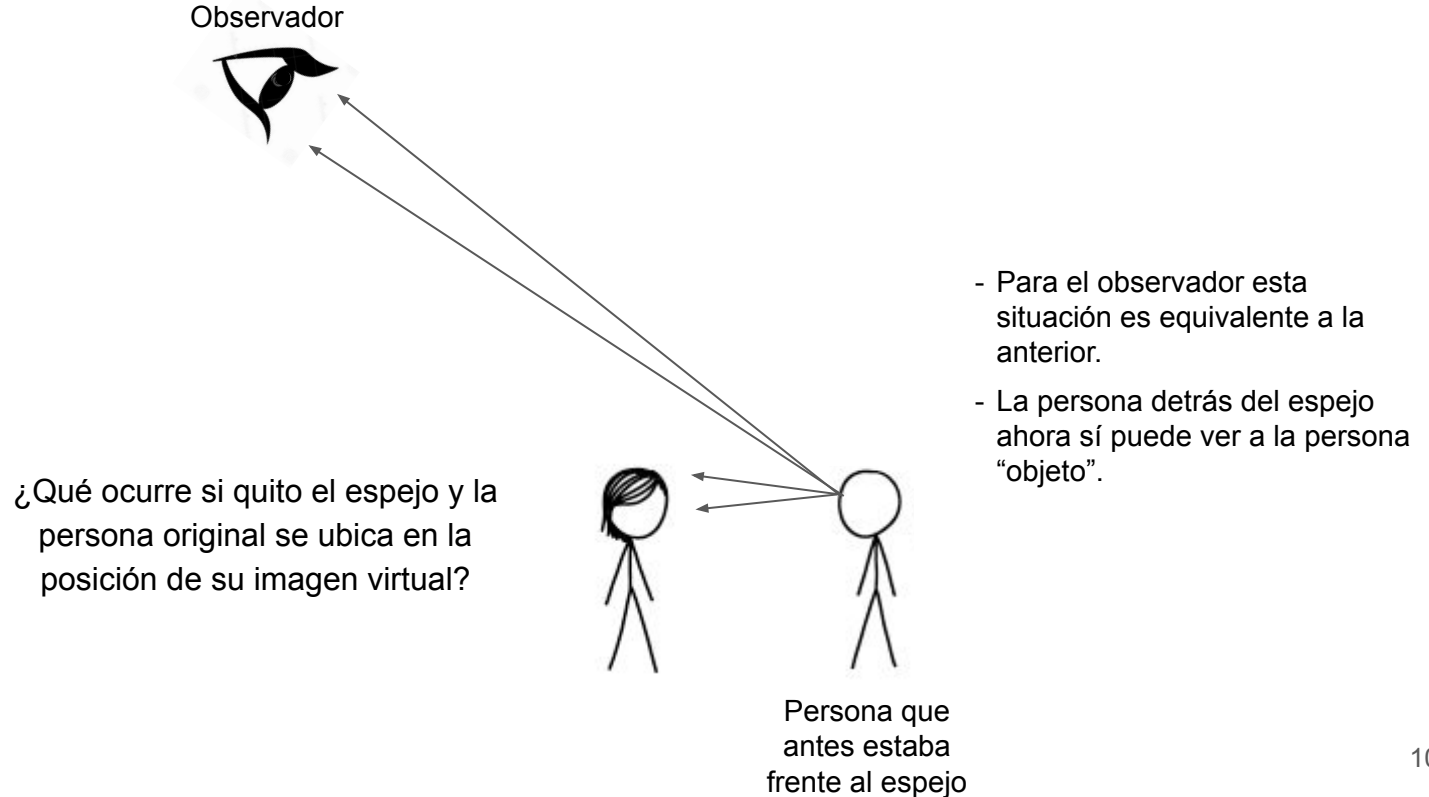 Observador
- Para el observador esta
situación es equivalente a la
anterior.
- La persona detrás del espejo
ahora sí puede ver a la persona
“objeto”.
¿Qué ocurre si quito el espejo y la
persona original se ubica en la
posición de su imagen virtual?
Persona que
antes estaba
frente al espejo
10